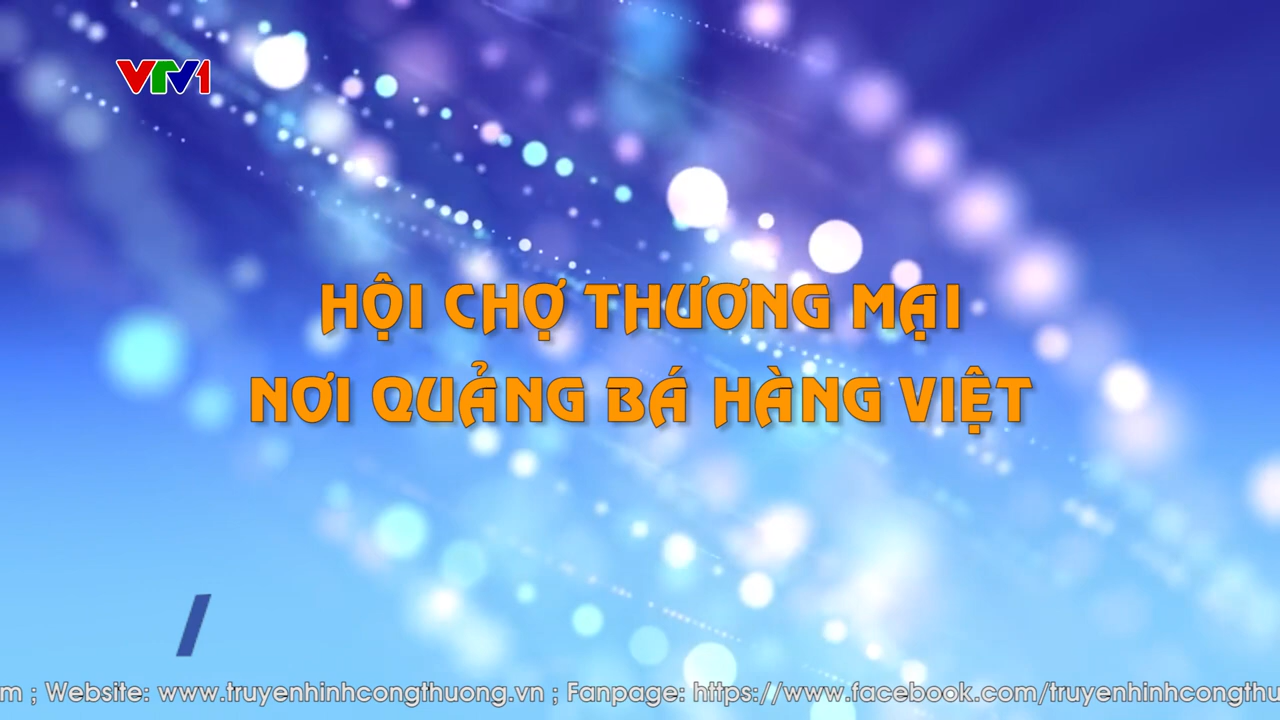 VTV1
HỘI CHỢ THƯƠNG MẠI
NƠI QUẢNG BÁ HÀNG VIỆT
m ; Website: www.truyenhinhcongthuong.vn ; Fanpage: https://www.facebook.com/truyenhinhcongthu